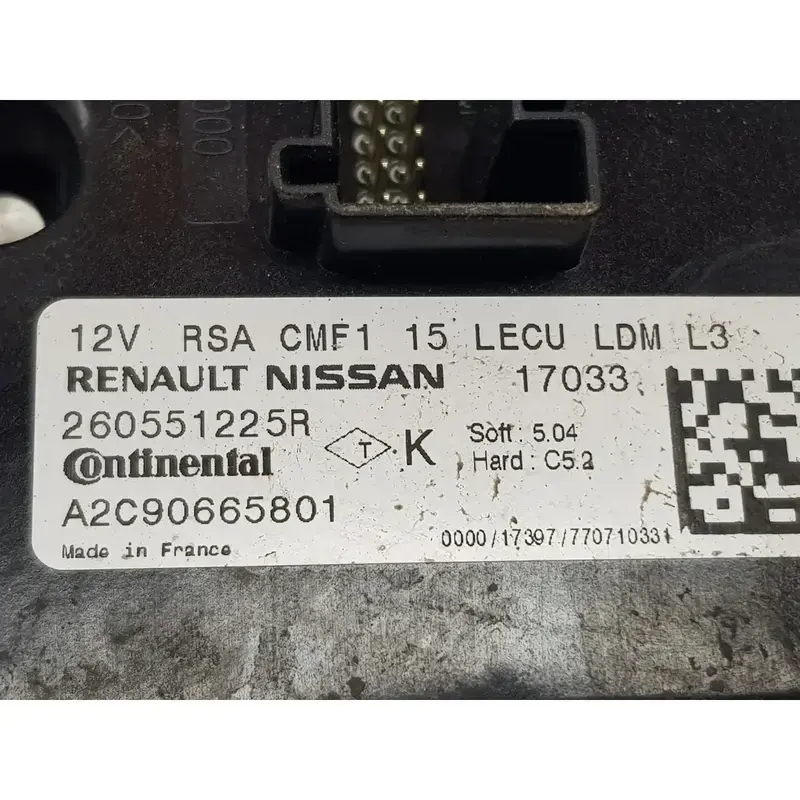 12V RSA CMF1 15 LECU LDM L3
RENAULT NISSAN 17033
260551225R
Continental T K Soft: 5.04
Hard: C5.2
A2C90665801
Made in France 0000/17397/770710331